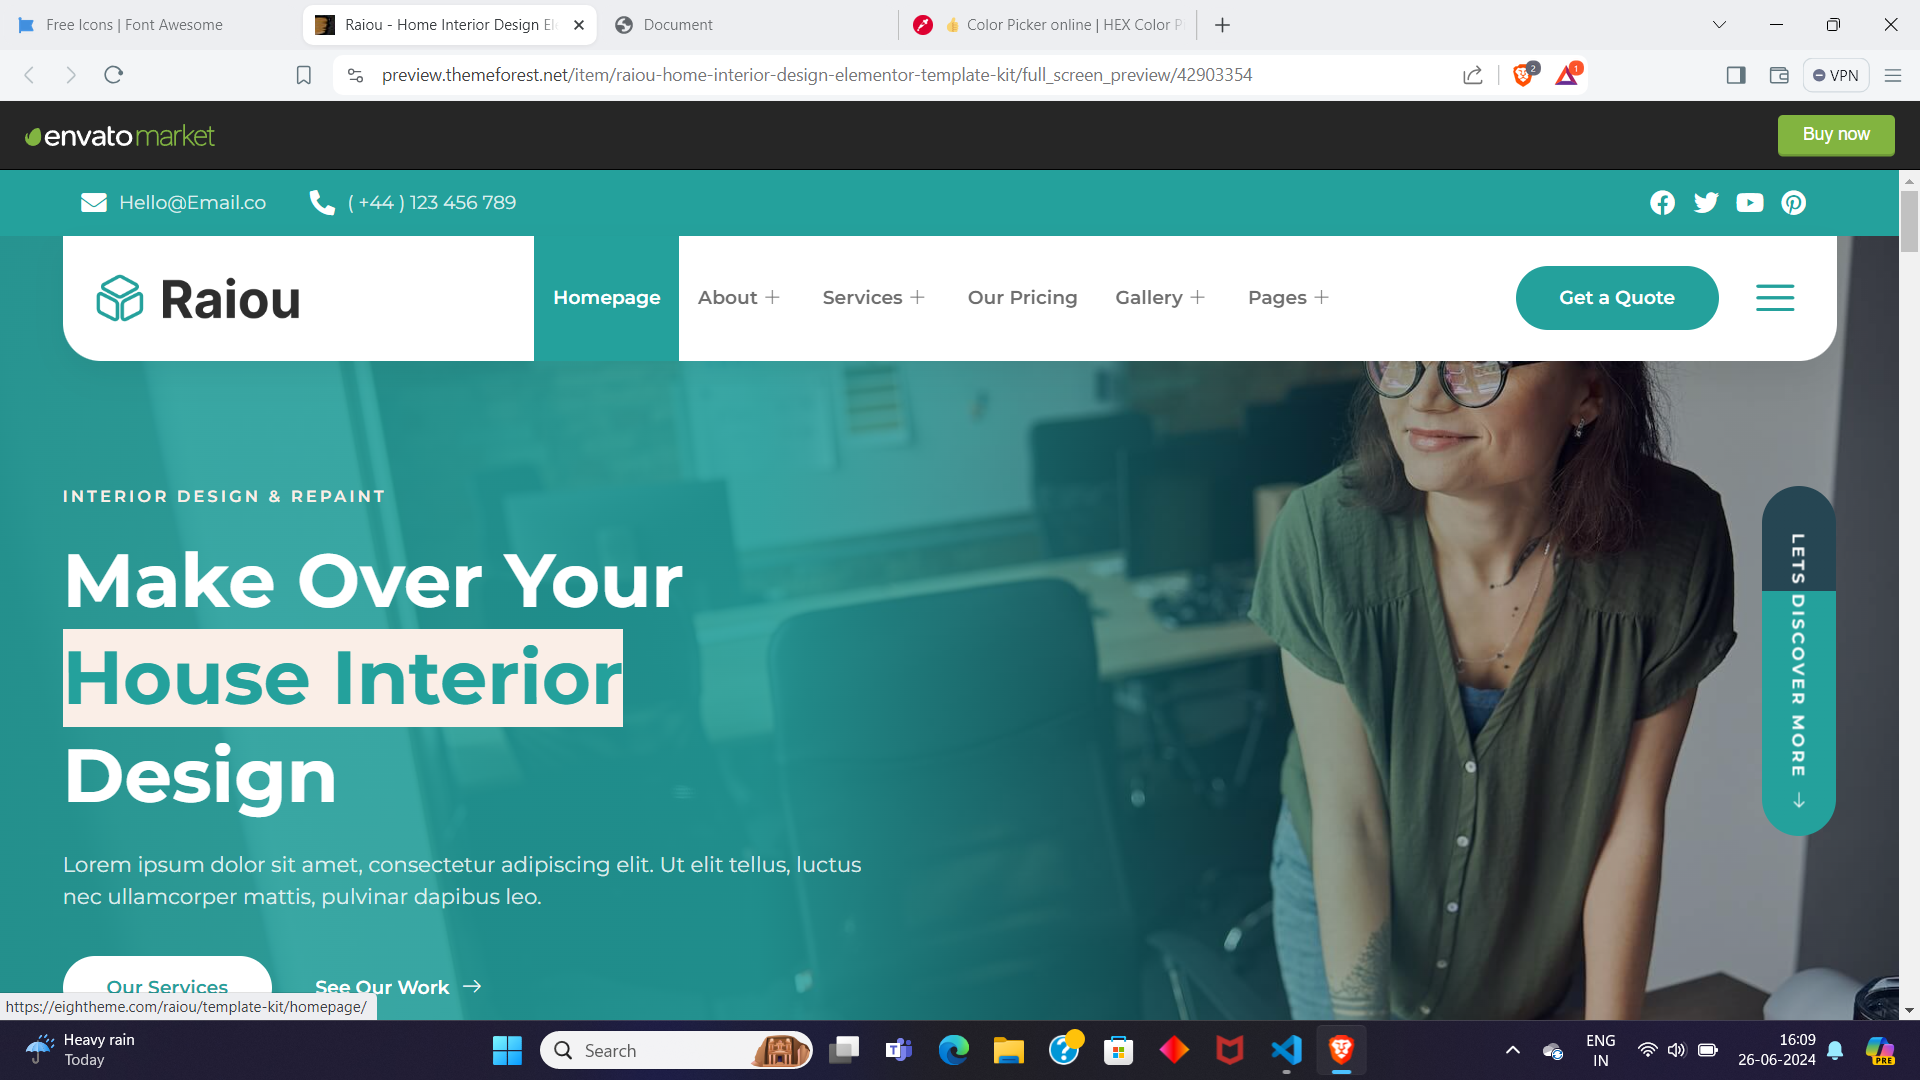 Free Icons | Font Awesome
Raiou - Home Interior Design El
Document
👍 Color Picker online | HEX Color P
preview.themeforest.net/item/raiou-home-interior-design-elementor-template-kit/full_screen_preview/42903354
2
1
VPN
envatomarket
Buy now
Hello@Email.co
( +44 ) 123 456 789
Raiou
Homepage
About +
Services +
Our Pricing
Gallery +
Pages +
Get a Quote
INTERIOR DESIGN & REPAINT
Make Over Your
House Interior
Design
Lorem ipsum dolor sit amet, consectetur adipiscing elit. Ut elit tellus, luctus
nec ullamcorper mattis, pulvinar dapibus leo.
Our Services
See Our Work →
LETS DISCOVER MORE →
https://eightheme.com/raiou/template-kit/homepage/
Heavy rain
Today
Search
ENG
IN
16:09
26-06-2024
PRE